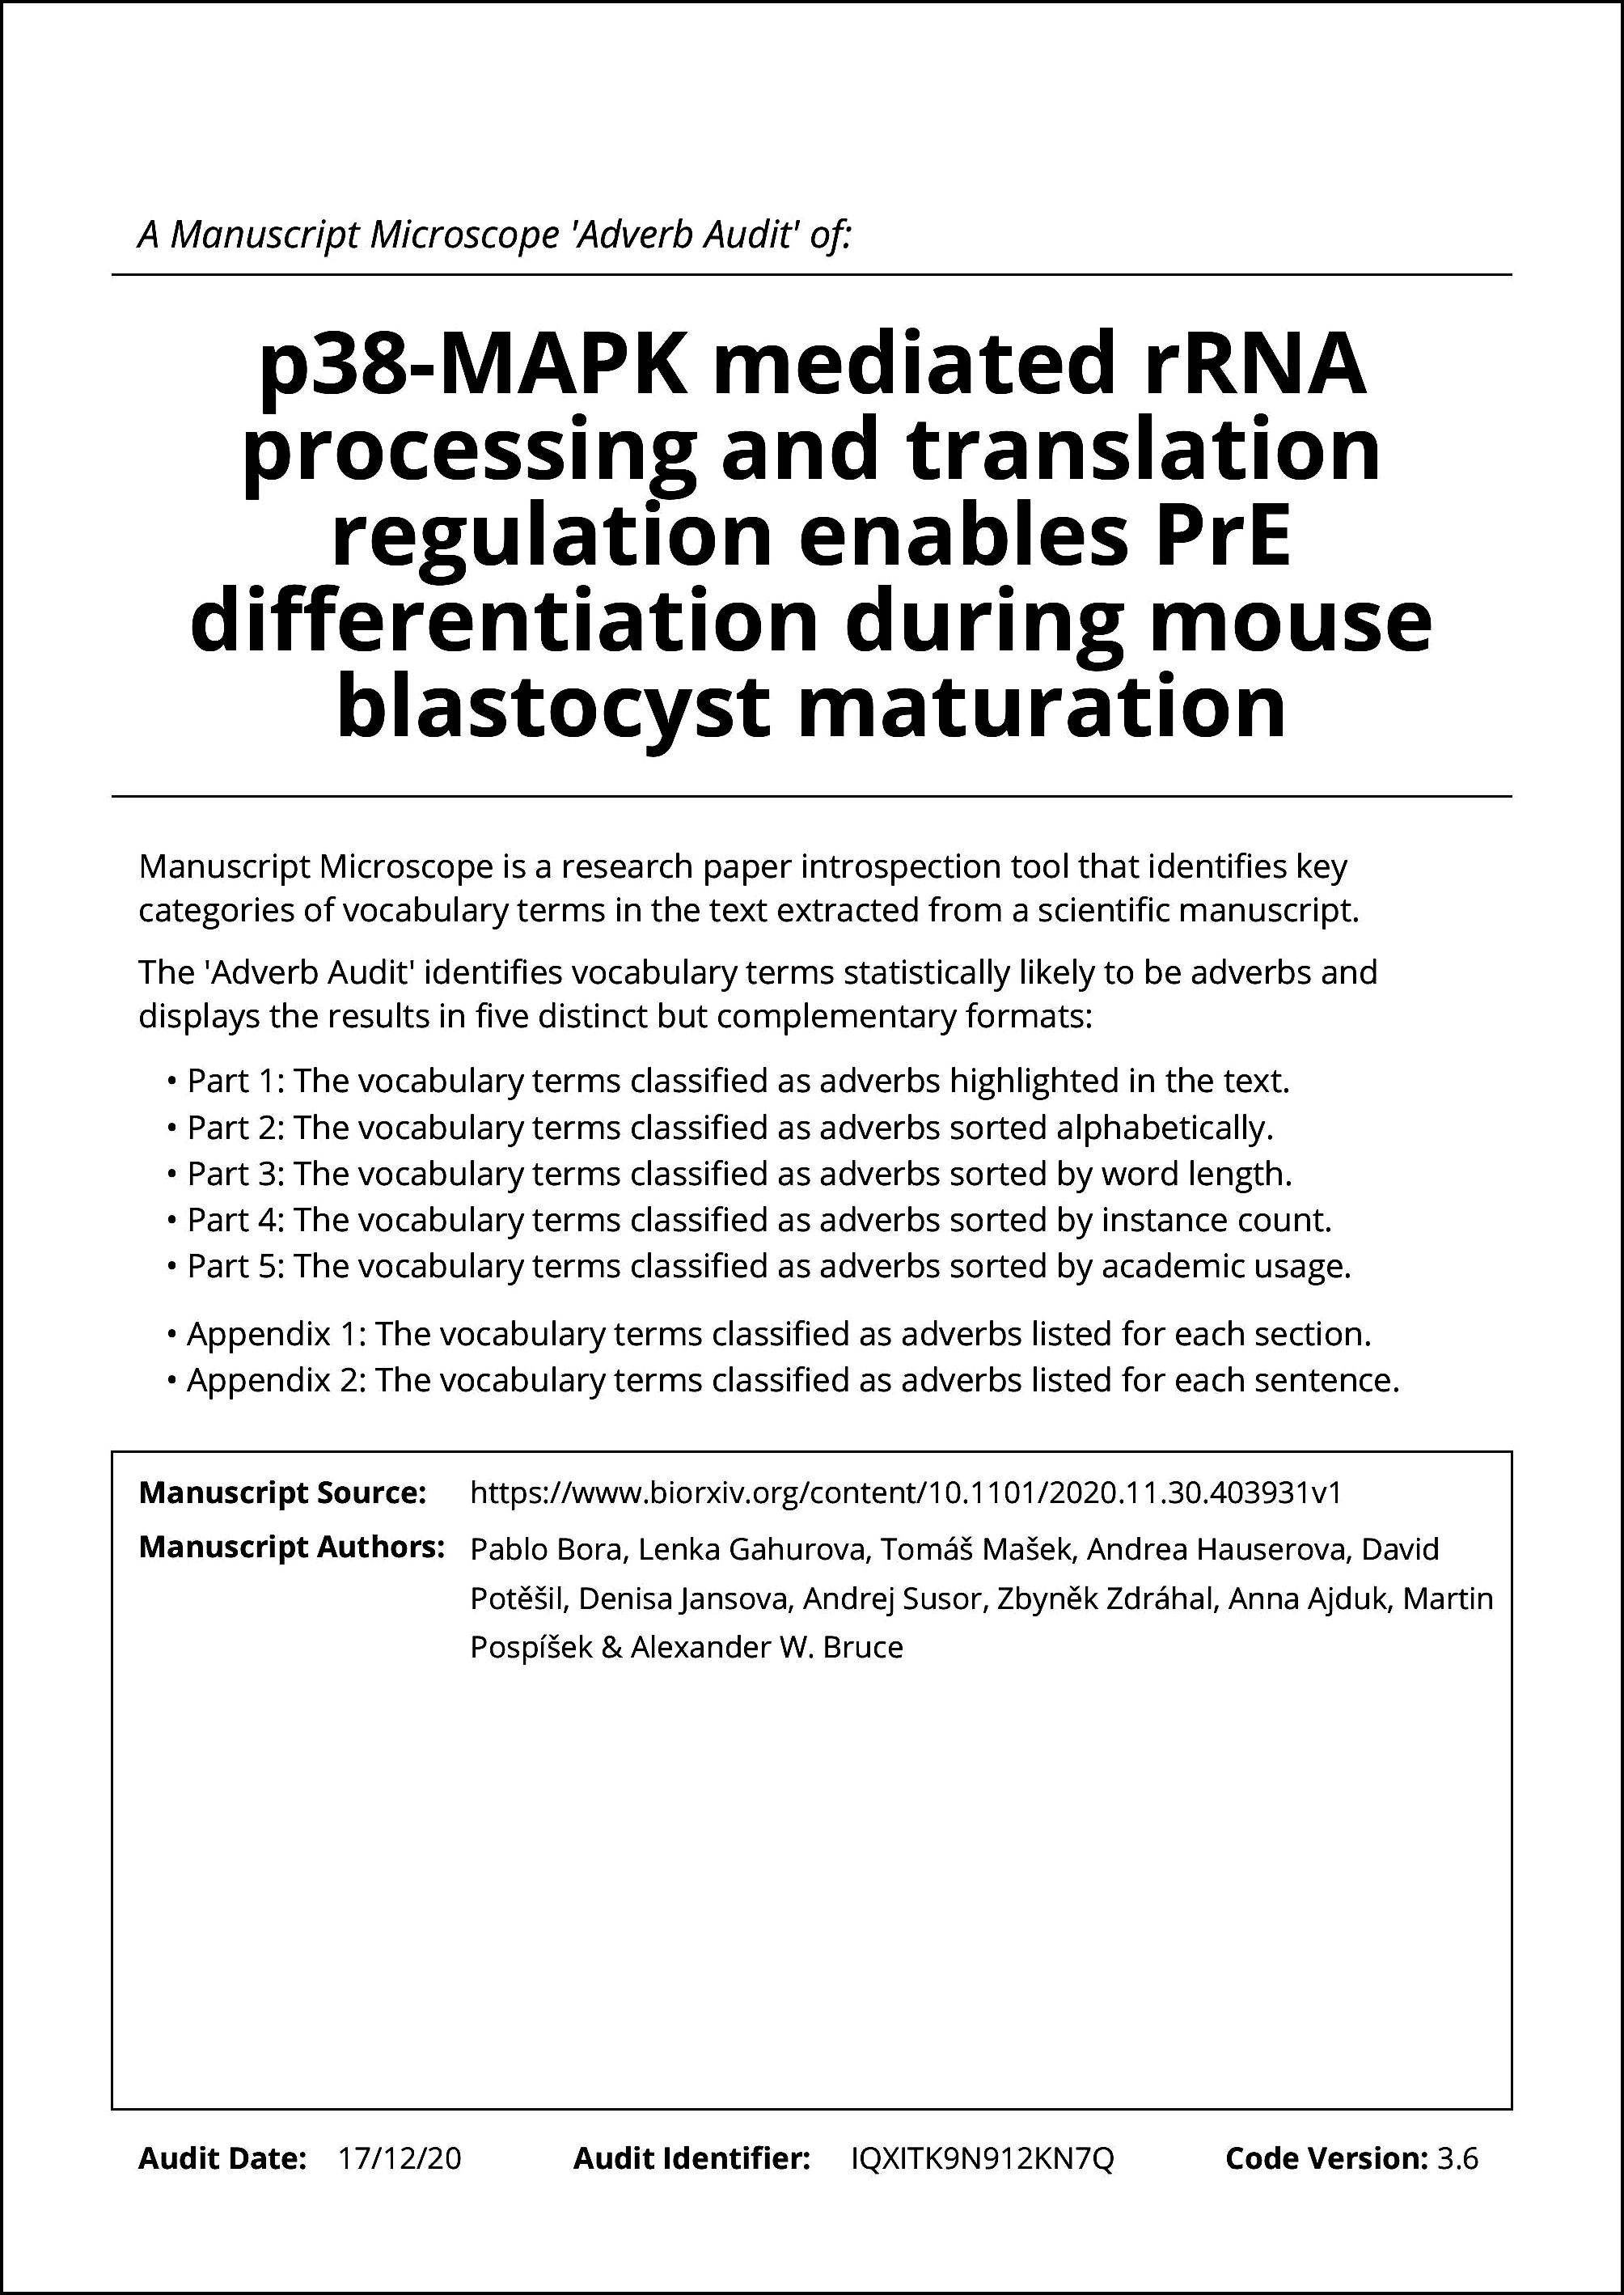 A Manuscript Microscope 'Adverb Audit' of:
p38-MAPK mediated rRNA
processing and translation
regulation enables PrE
differentiation during mouse
blastocyst maturation
Manuscript Microscope is a research paper introspection tool that identifies key
categories of vocabulary terms in the text extracted from a scientific manuscript.
The 'Adverb Audit' identifies vocabulary terms statistically likely to be adverbs and
displays the results in five distinct but complementary formats:
• Part 1: The vocabulary terms classified as adverbs highlighted in the text.
• Part 2: The vocabulary terms classified as adverbs sorted alphabetically.
• Part 3: The vocabulary terms classified as adverbs sorted by word length.
• Part 4: The vocabulary terms classified as adverbs sorted by instance count.
• Part 5: The vocabulary terms classified as adverbs sorted by academic usage.
• Appendix 1: The vocabulary terms classified as adverbs listed for each section.
• Appendix 2: The vocabulary terms classified as adverbs listed for each sentence.
Manuscript Source: https://www.biorxiv.org/content/10.1101/2020.11.30.403931v1
Manuscript Authors: Pablo Bora, Lenka Gahurova, Tomáš Mašek, Andrea Hauserova, David
Potěšil, Denisa Jansova, Andrej Susor, Zbyněk Zdráhal, Anna Ajduk, Martin
Pospíšek & Alexander W. Bruce
Audit Date: 17/12/20 Audit Identifier: IQXITK9N912KN7Q Code Version: 3.6